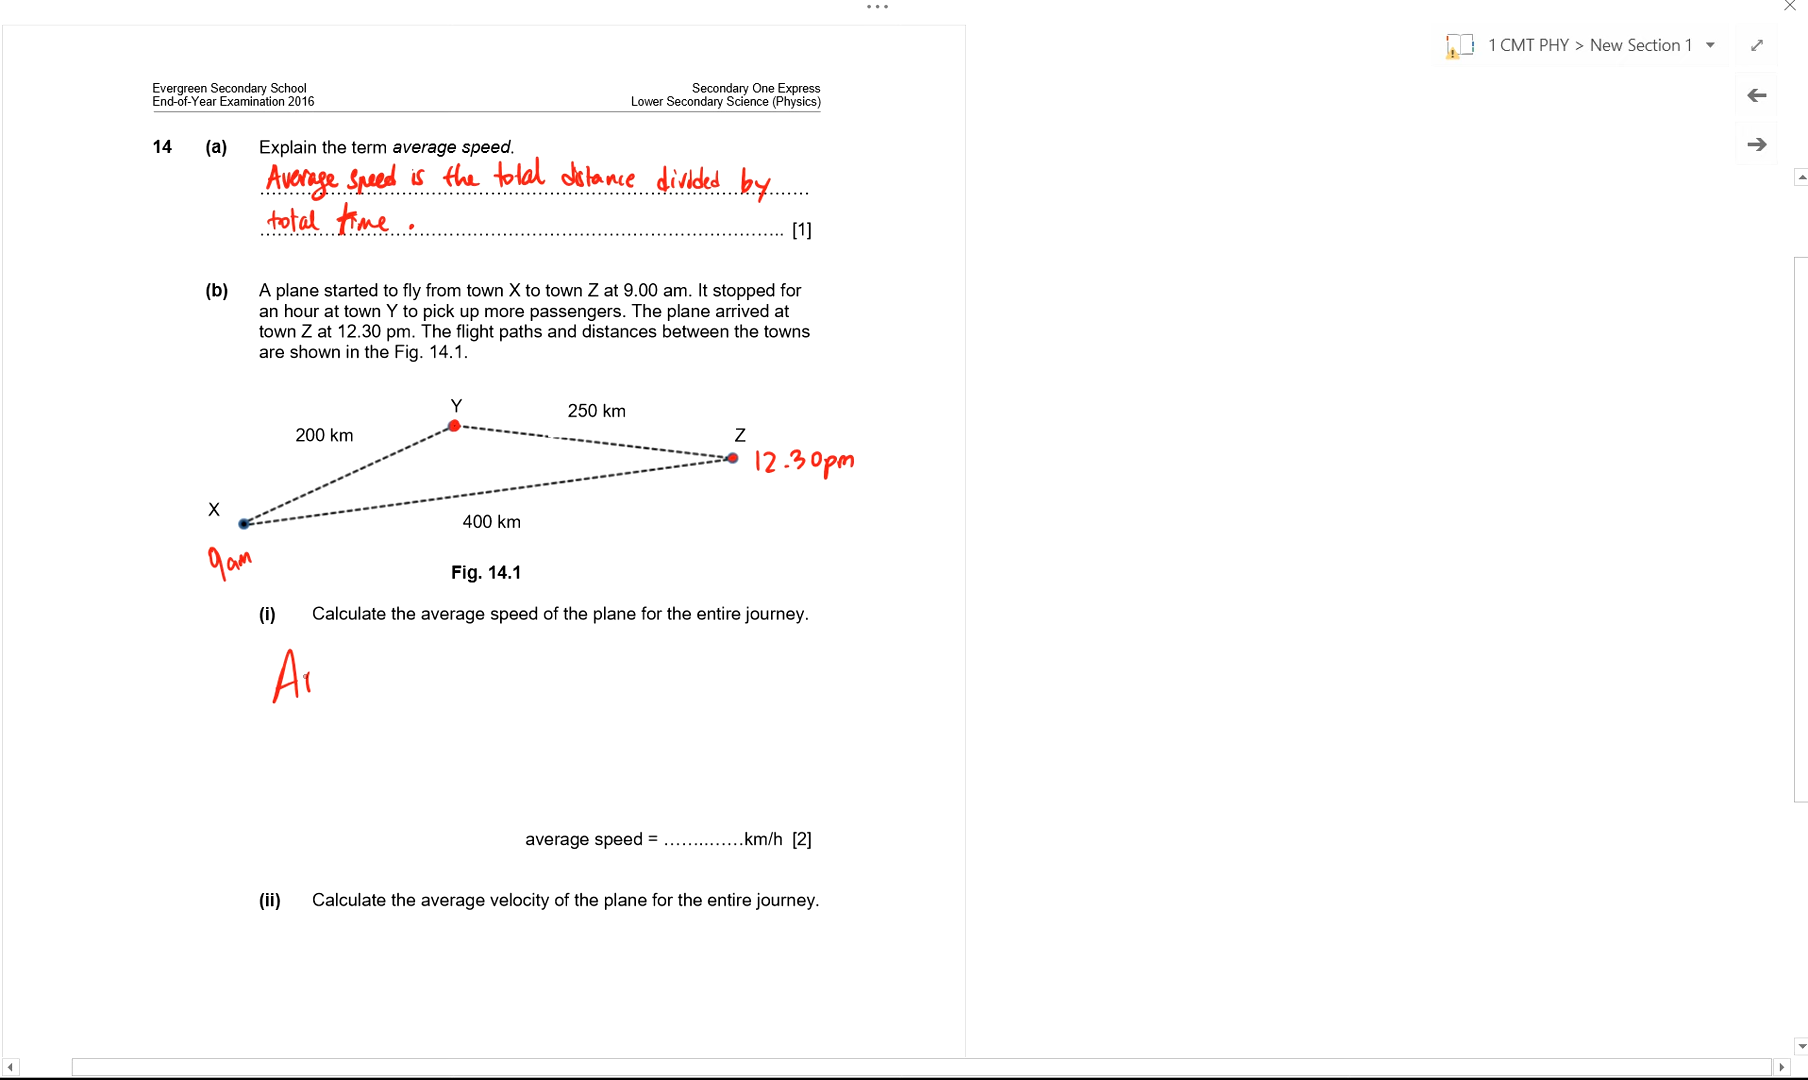 1 CMT PHY > New Section 1
Evergreen Secondary School
End-of-Year Examination 2016
Secondary One Express
Lower Secondary Science (Physics)
14 (a) Explain the term average speed.
Average speed is the total distance divided by
total time.
[1]
(b) A plane started to fly from town X to town Z at 9.00 am. It stopped for
an hour at town Y to pick up more passengers. The plane arrived at
town Z at 12.30 pm. The flight paths and distances between the towns
are shown in the Fig. 14.1.
Y
250 km
200 km
Z
12.30pm
X
400 km
9am
Fig. 14.1
(i) Calculate the average speed of the plane for the entire journey.
average speed = ..............km/h [2]
(ii) Calculate the average velocity of the plane for the entire journey.